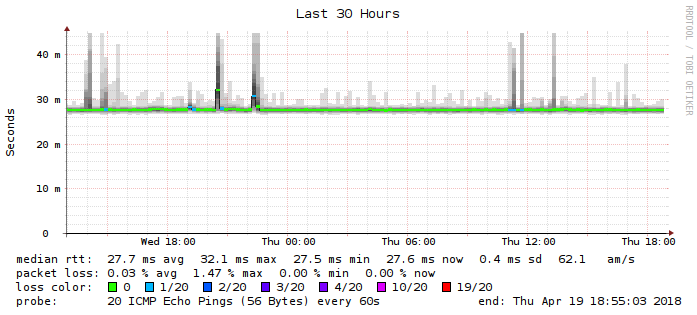 Last 30 Hours
RRDTOOL / TOBI OETIKER
Seconds
40 m
30 m
20 m
10 m
0
Wed 18:00 Thu 00:00 Thu 06:00 Thu 12:00 Thu 18:00
median rtt: 27.7 ms avg 32.1 ms max 27.5 ms min 27.6 ms now 0.4 ms sd 62.1 am/s
packet loss: 0.03 % avg 1.47 % max 0.00 % min 0.00 % now
loss color: 0 1/20 2/20 3/20 4/20 10/20 19/20
probe: 20 ICMP Echo Pings (56 Bytes) every 60s end: Thu Apr 19 18:55:03 2018